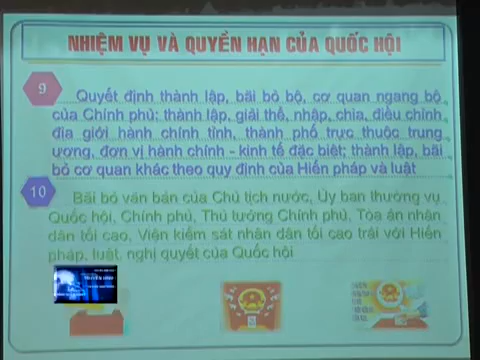 NHIỆM VỤ VÀ QUYỀN HẠN CỦA QUỐC HỘI
9
Quyết định thành lập, bãi bỏ bộ, cơ quan ngang bộ
của Chính phủ; thành lập, giải thể, nhập, chia, điều chỉnh
địa giới hành chính tỉnh, thành phố trực thuộc trung
ương, đơn vị hành chính - kinh tế đặc biệt; thành lập, bãi
bỏ cơ quan khác theo quy định của Hiến pháp và luật
10
Bãi bỏ văn bản của Chủ tịch nước, Ủy ban thường vụ
Quốc hội, Chính phủ, Thủ tướng Chính phủ, Tòa án nhân
dân tối cao, Viện kiểm sát nhân dân tối cao trái với Hiến
pháp, luật, nghị quyết của Quốc hội